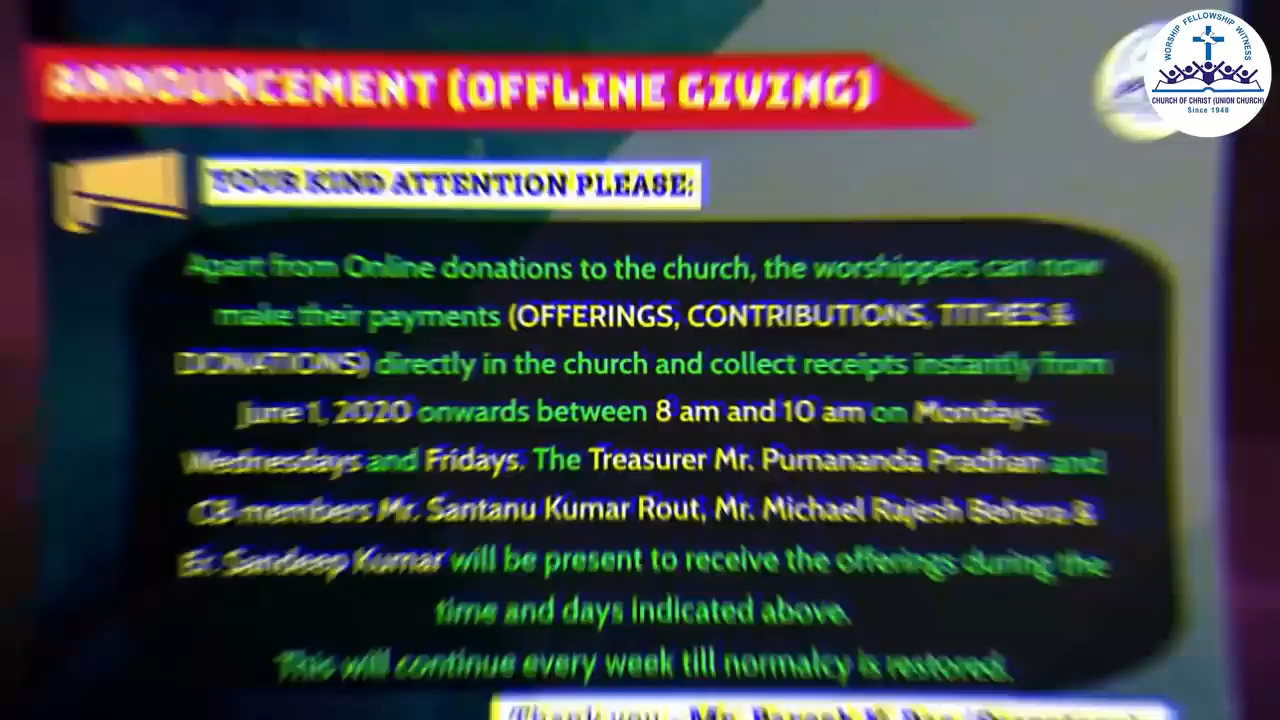 WORSHIP FELLOWSHIP WITNESS
CHURCH OF CHRIST (UNION CHURCH)
Since 1948
ANNOUNCEMENT (OFFLINE GIVING)
YOUR KIND ATTENTION PLEASE:
Apart from Online donations to the church, the worshippers can now
make their payments (OFFERINGS, CONTRIBUTIONS, TITHES &
DONATIONS) directly in the church and collect receipts instantly from
June 1, 2020 onwards between 8 am and 10 am on Mondays,
Wednesdays and Fridays. The Treasurer Mr. Purnananda Pradhan and
CB members Mr. Santanu Kumar Rout, Mr. Michael Rajesh Behera &
Er. Sandeep Kumar will be present to receive the offerings during the
time and days indicated above.
This will continue every week till normalcy is restored.
Thank you - Mr.